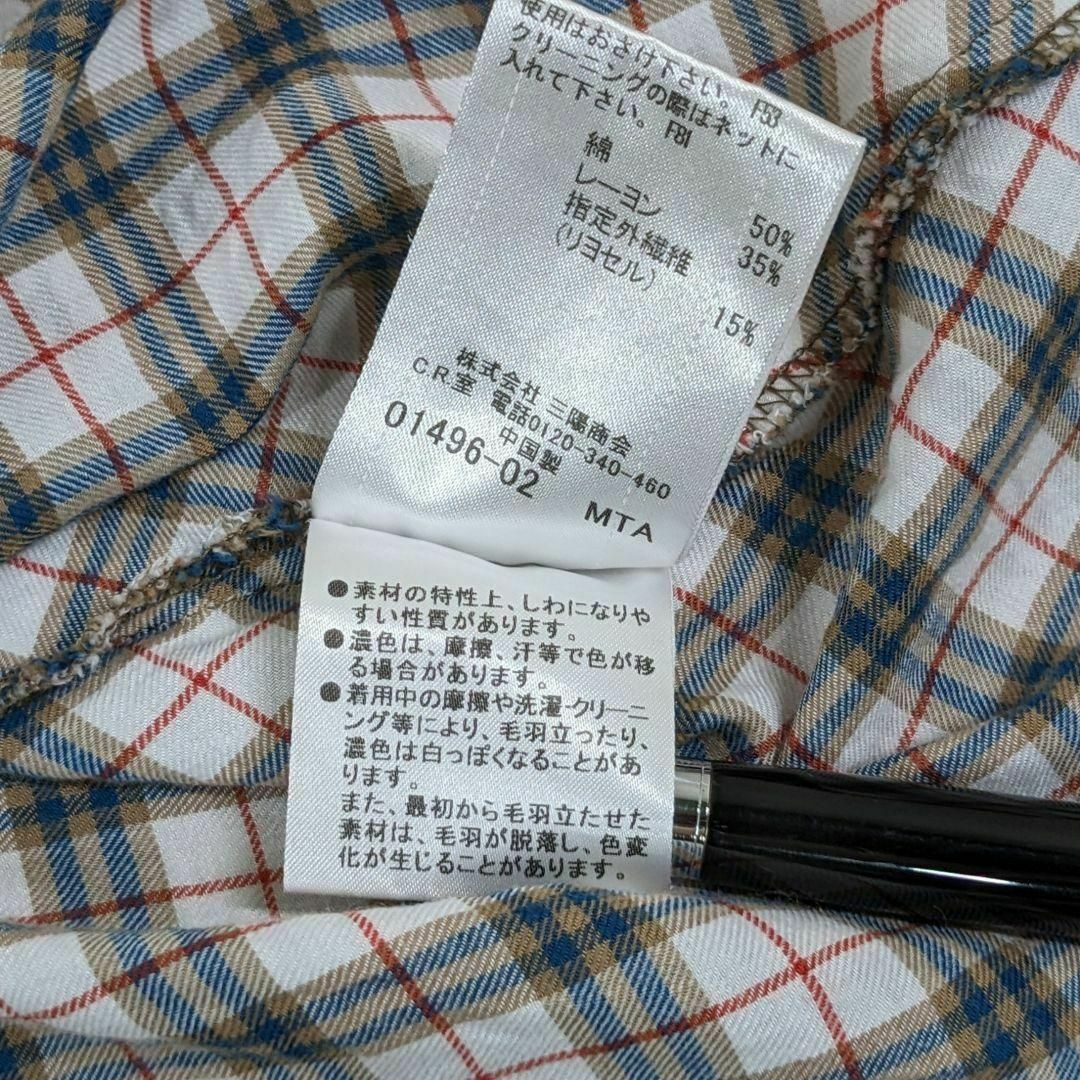 使用はおさけ下さい。 F53
クリーニングの際はネットに
入れて下さい。 F81
綿 50%
レーヨン 35%
指定外繊維
(リヨセル) 15%
株式会社 三陽商会
C.R.室 電話0120-340-460
中国製
01496-02
MTA
●素材の特性上、しわになりや
すい性質があります。
●濃色は、摩擦、汗等で色が移
る場合があります。
●着用中の摩擦や洗濯・クリーニ
ング等により、毛羽立ったり、
濃色は白っぽくなることがあ
ります。
また、最初から毛羽立たせた
素材は、毛羽が脱落し、色変
化が生じることがあります。